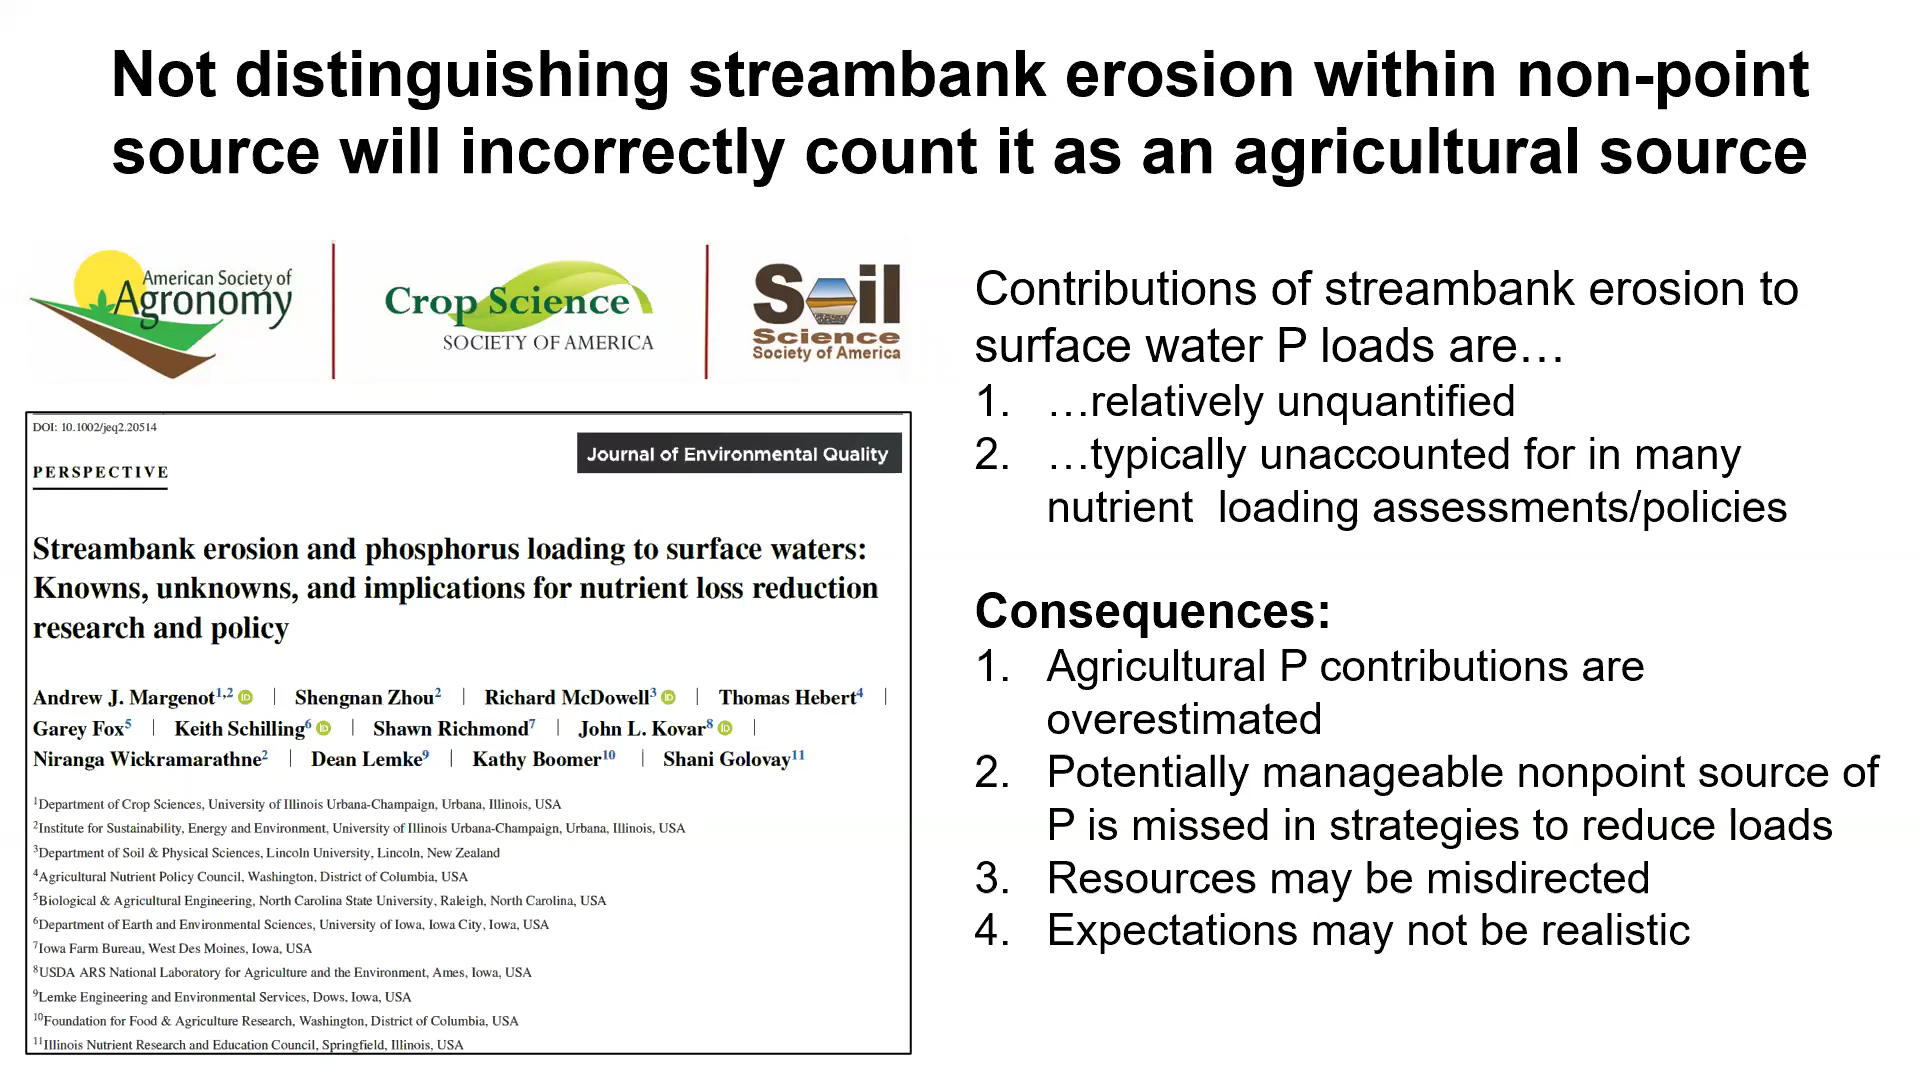 Not distinguishing streambank erosion within non-point
source will incorrectly count it as an agricultural source
American Society of
Agronomy
Crop Science
SOCIETY OF AMERICA
Soil
Science
Society of America
DOI: 10.1002/jeq2.20514
Journal of Environmental Quality
PERSPECTIVE
Streambank erosion and phosphorus loading to surface waters:
Knowns, unknowns, and implications for nutrient loss reduction
research and policy
Andrew J. Margenot1,2 iD | Shengnan Zhou2 | Richard McDowell3 iD | Thomas Hebert4 |
Garey Fox5 | Keith Schilling6 iD | Shawn Richmond7 | John L. Kovar8 iD |
Niranga Wickramarathne2 | Dean Lemke9 | Kathy Boomer10 | Shani Golovay11
1Department of Crop Sciences, University of Illinois Urbana-Champaign, Urbana, Illinois, USA
2Institute for Sustainability, Energy and Environment, University of Illinois Urbana-Champaign, Urbana, Illinois, USA
3Department of Soil & Physical Sciences, Lincoln University, Lincoln, New Zealand
4Agricultural Nutrient Policy Council, Washington, District of Columbia, USA
5Biological & Agricultural Engineering, North Carolina State University, Raleigh, North Carolina, USA
6Department of Earth and Environmental Sciences, University of Iowa, Iowa City, Iowa, USA
7Iowa Farm Bureau, West Des Moines, Iowa, USA
8USDA ARS National Laboratory for Agriculture and the Environment, Ames, Iowa, USA
9Lemke Engineering and Environmental Services, Dows, Iowa, USA
10Foundation for Food & Agriculture Research, Washington, District of Columbia, USA
11Illinois Nutrient Research and Education Council, Springfield, Illinois, USA
Contributions of streambank erosion to
surface water P loads are…
1. …relatively unquantified
2. …typically unaccounted for in many
nutrient loading assessments/policies
Consequences:
1. Agricultural P contributions are
overestimated
2. Potentially manageable nonpoint source of
P is missed in strategies to reduce loads
3. Resources may be misdirected
4. Expectations may not be realistic